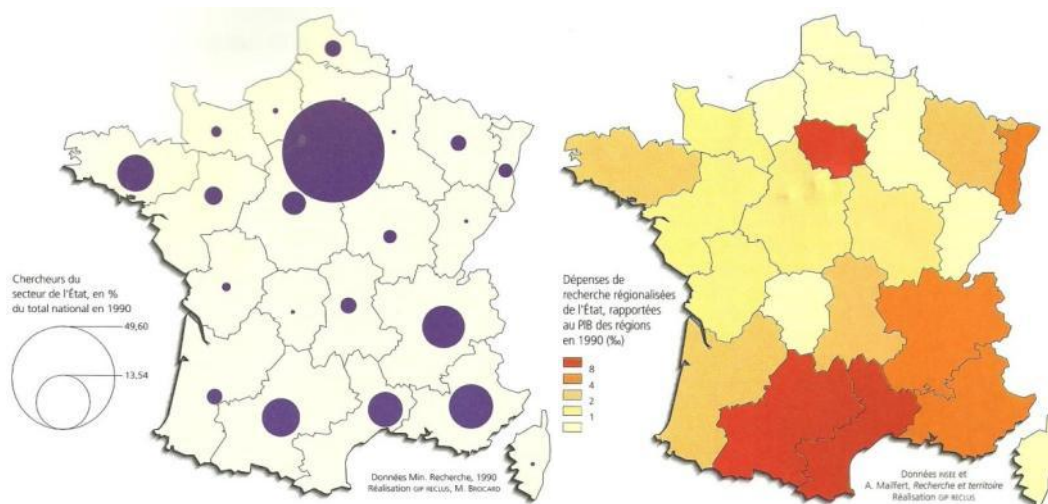 Chercheurs du
secteur de l'État, en %
du total national en 1990
49,60
13,54
Données Min. Recherche, 1990
Réalisation GIP RECLUS, M. BROCARD
Dépenses de
recherche régionalisées
de l'État, rapportées
au PIB des régions
en 1990 (‰)
8
4
2
1
Données INSEE et
A. Mailfert, Recherche et territoire
Réalisation GIP RECLUS